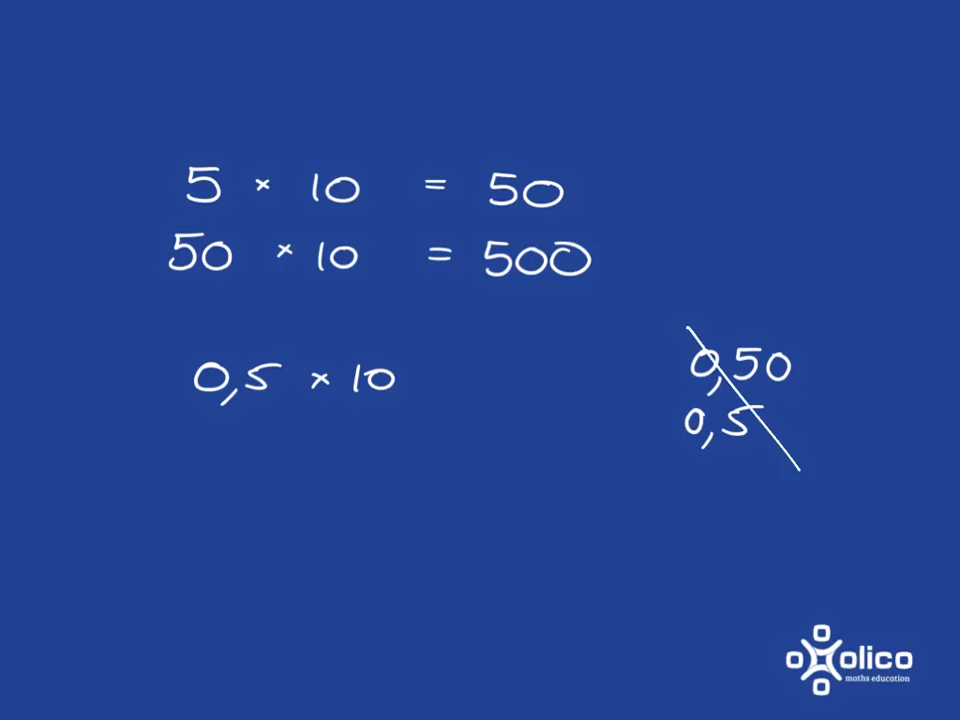 5 × 10 = 50
50 × 10 = 500
0,5 × 10
0,50
0,5
olico
maths education